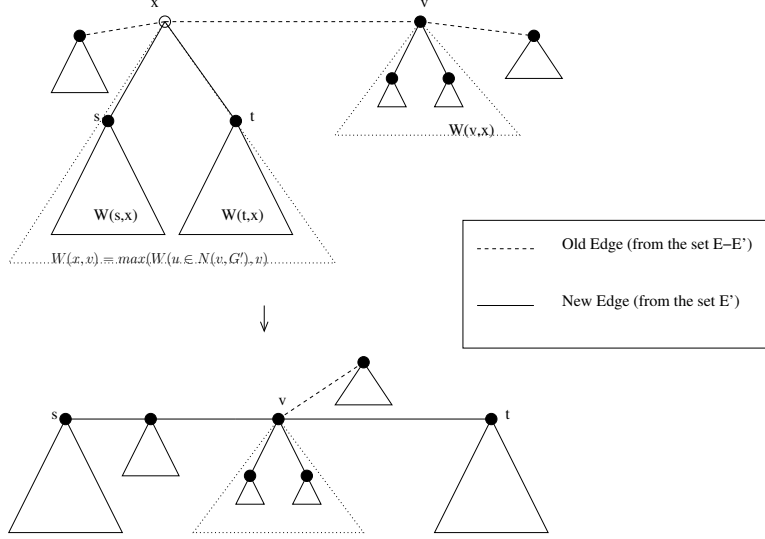 x
v
s
t
W(v,x)
W(s,x)
W(t,x)
W(x, v) = max(W(u ∈ N(v, G′), v)
Old Edge (from the set E−E’)
New Edge (from the set E’)
v
s
t